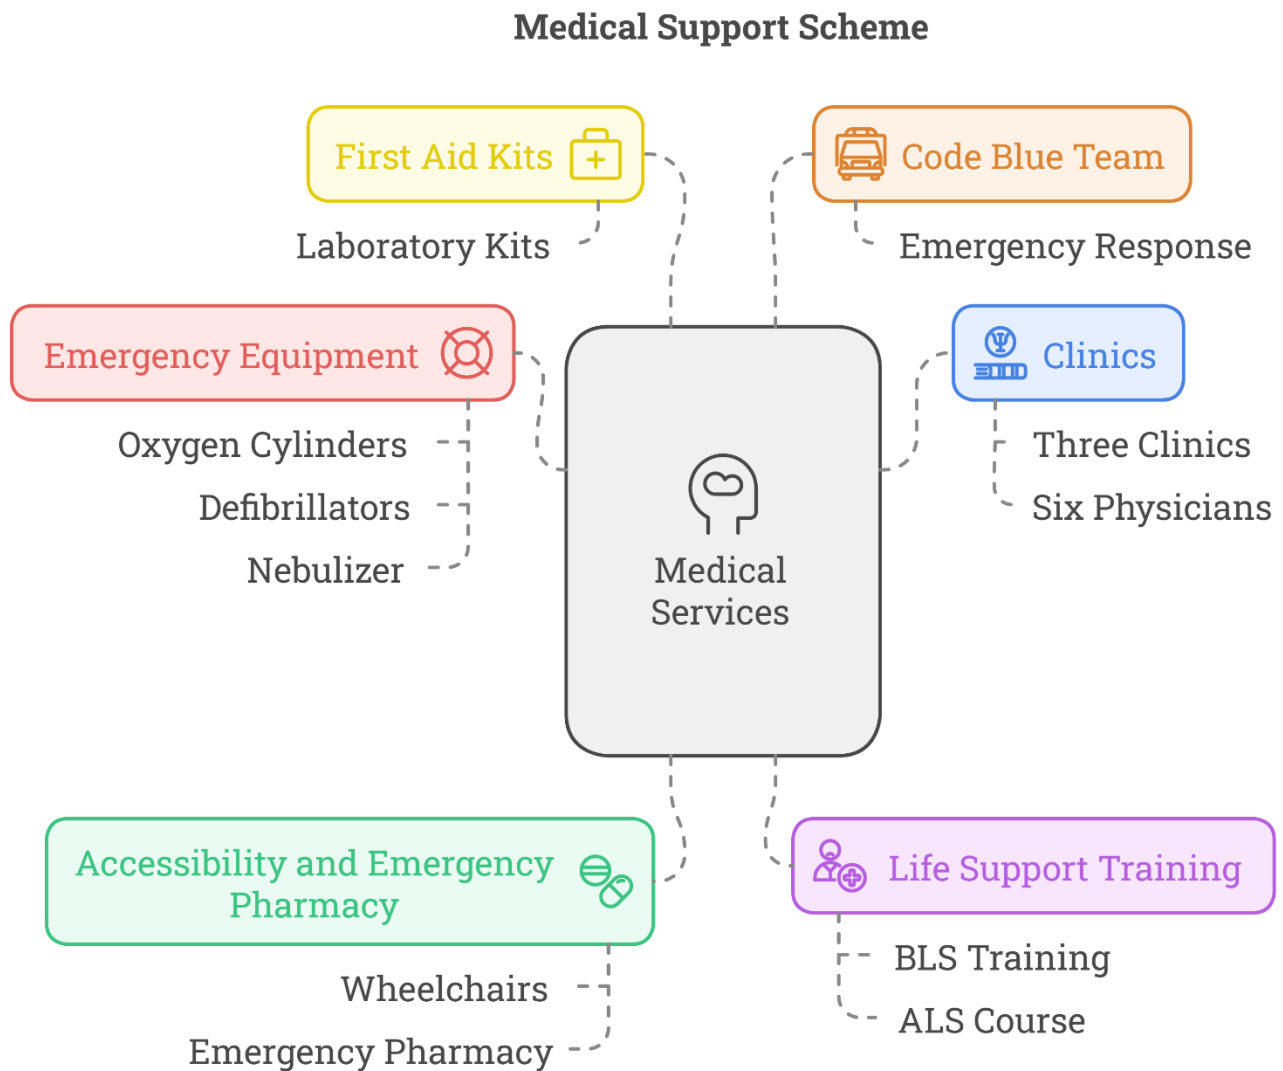 Medical Support Scheme
First Aid Kits
Laboratory Kits
Code Blue Team
Emergency Response
Emergency Equipment
Oxygen Cylinders
Defibrillators
Nebulizer
Clinics
Three Clinics
Six Physicians
Medical
Services
Accessibility and Emergency
Pharmacy
Wheelchairs
Emergency Pharmacy
Life Support Training
BLS Training
ALS Course